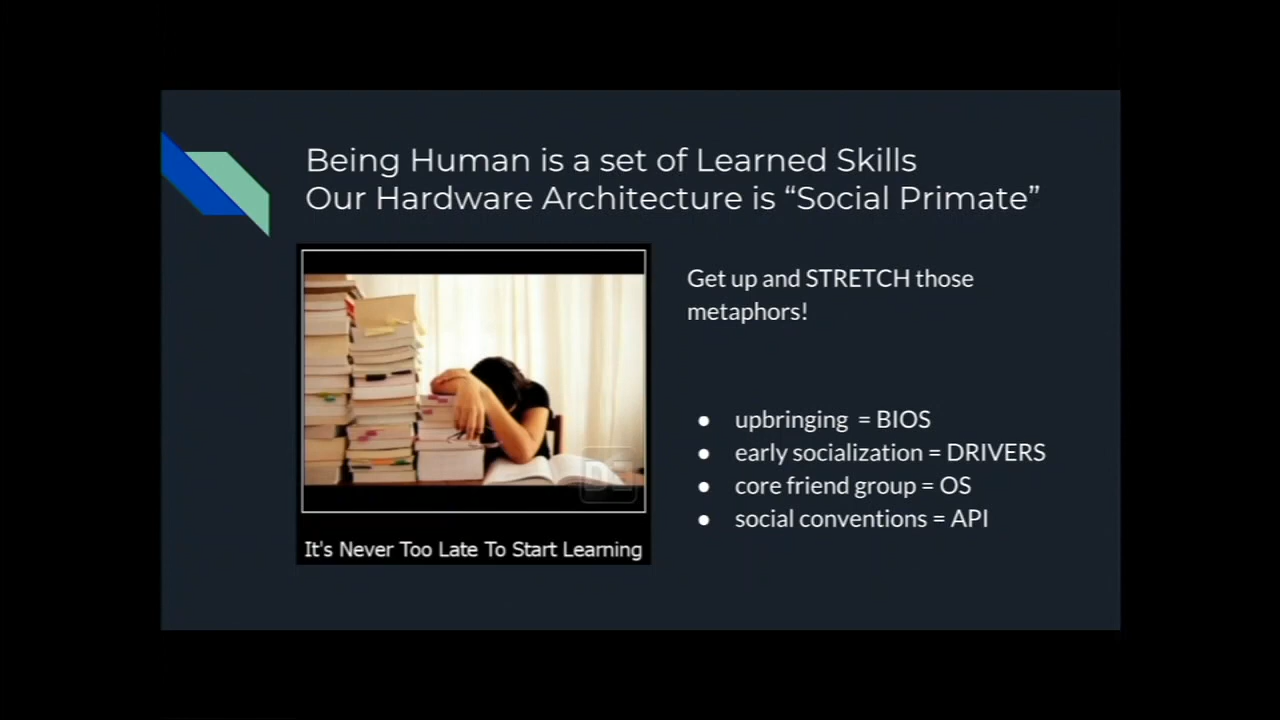 Being Human is a set of Learned Skills
Our Hardware Architecture is “Social Primate”
Get up and STRETCH those
metaphors!
● upbringing = BIOS
● early socialization = DRIVERS
● core friend group = OS
● social conventions = API
It's Never Too Late To Start Learning